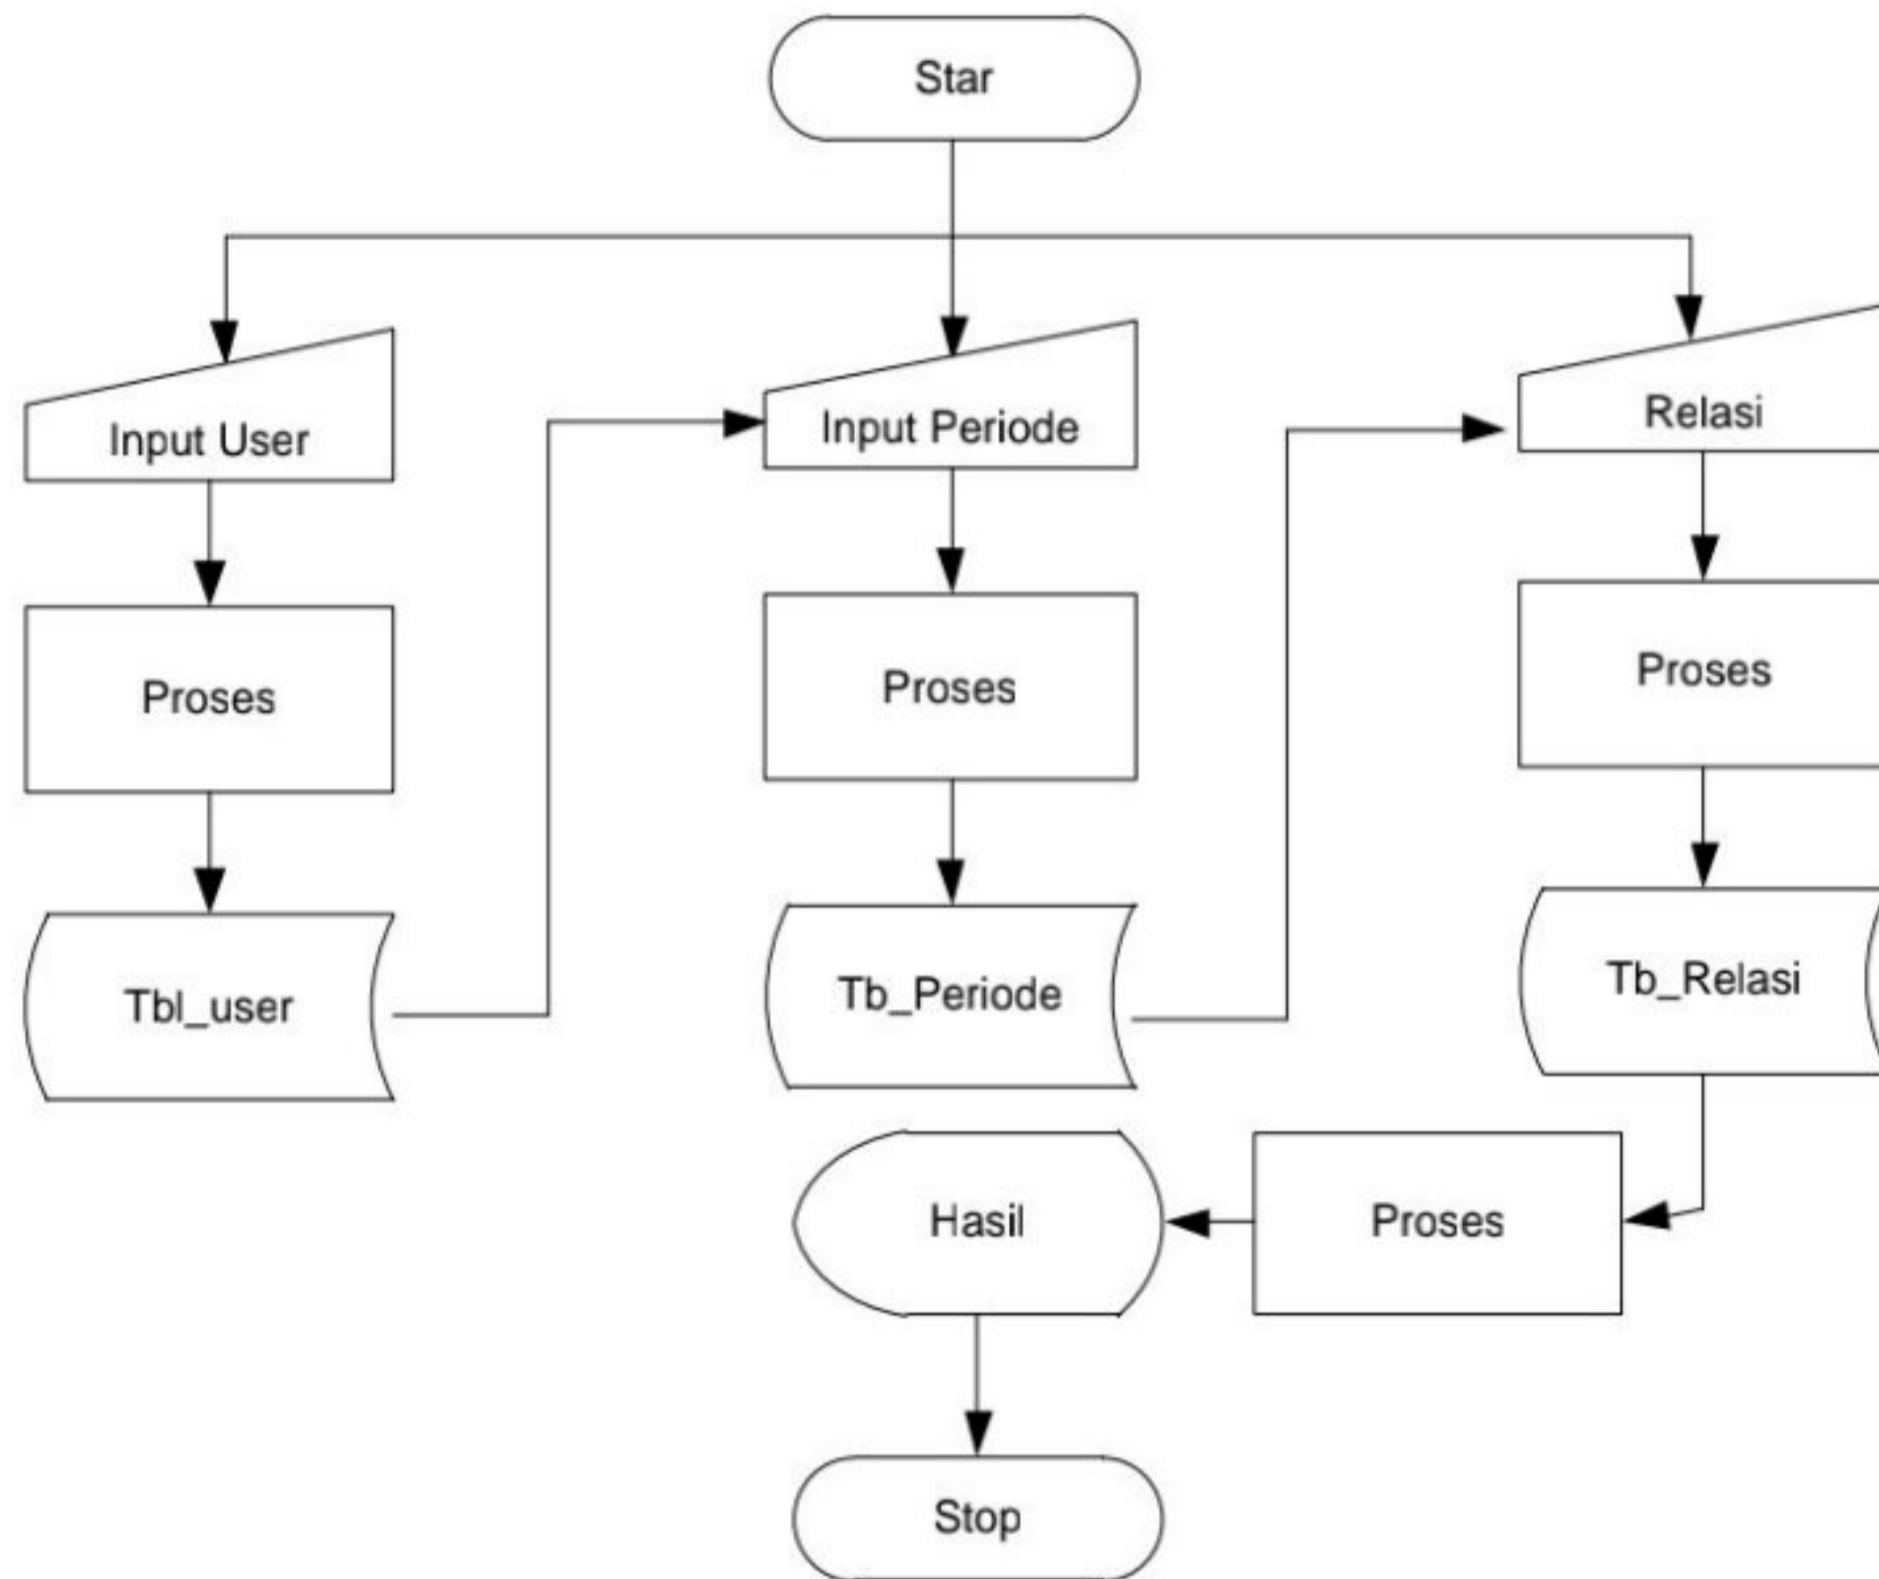 Star
Input User
Input Periode
Relasi
Proses
Proses
Proses
Tbl_user
Tb_Periode
Tb_Relasi
Hasil
Proses
Stop